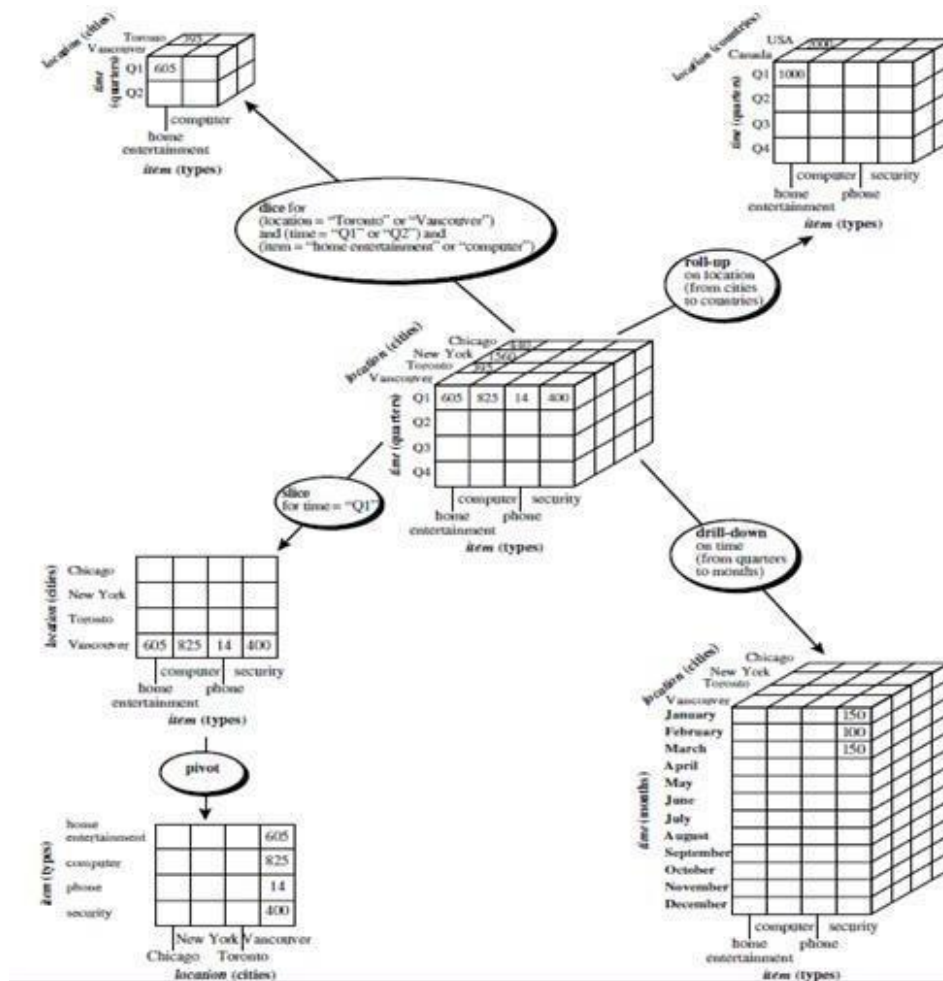 location (cities)
Toronto 395
Vancouver
time (quarters)
Q1 605
Q2
computer
home
entertainment
item (types)
location (countries)
USA 2000
Canada
time (quarters)
Q1 1000
Q2
Q3
Q4
computer security
home phone
entertainment
item (types)
dice for
(location = “Toronto” or “Vancouver”)
and (time = “Q1” or “Q2”) and
(item = “home entertainment” or “computer”)
roll-up
on location
(from cities
to countries)
location (cities)
Chicago 440
New York 1560
Toronto 395
Vancouver
time (quarters)
Q1 605 825 14 400
Q2
Q3
Q4
computer security
home phone
entertainment
item (types)
slice
for time = “Q1”
drill-down
on time
(from quarters
to months)
location (cities)
Chicago
New York
Toronto
Vancouver 605 825 14 400
computer security
home phone
entertainment
item (types)
pivot
item (types)
home
entertainment 605
computer 825
phone 14
security 400
New York Vancouver
Chicago Toronto
location (cities)
location (cities)
Chicago
New York
Toronto
Vancouver
time (months)
January 150
February 100
March 150
April
May
June
July
August
September
October
November
December
computer security
home phone
entertainment
item (types)